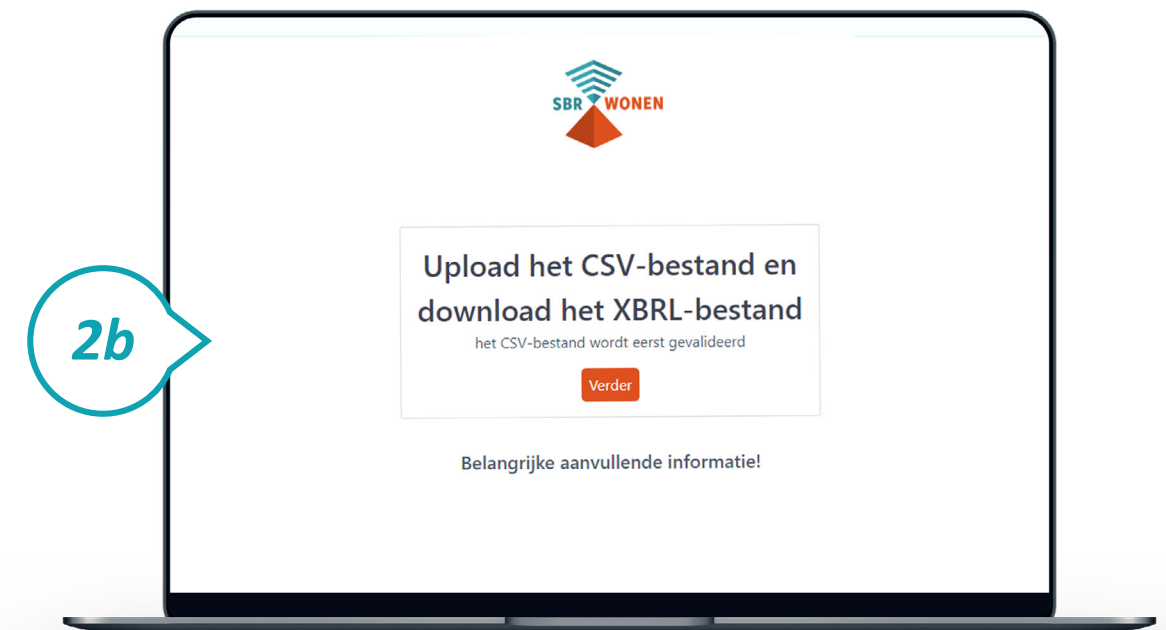 SBR WONEN
Upload het CSV-bestand en
download het XBRL-bestand
het CSV-bestand wordt eerst gevalideerd
2b
Verder
Belangrijke aanvullende informatie!